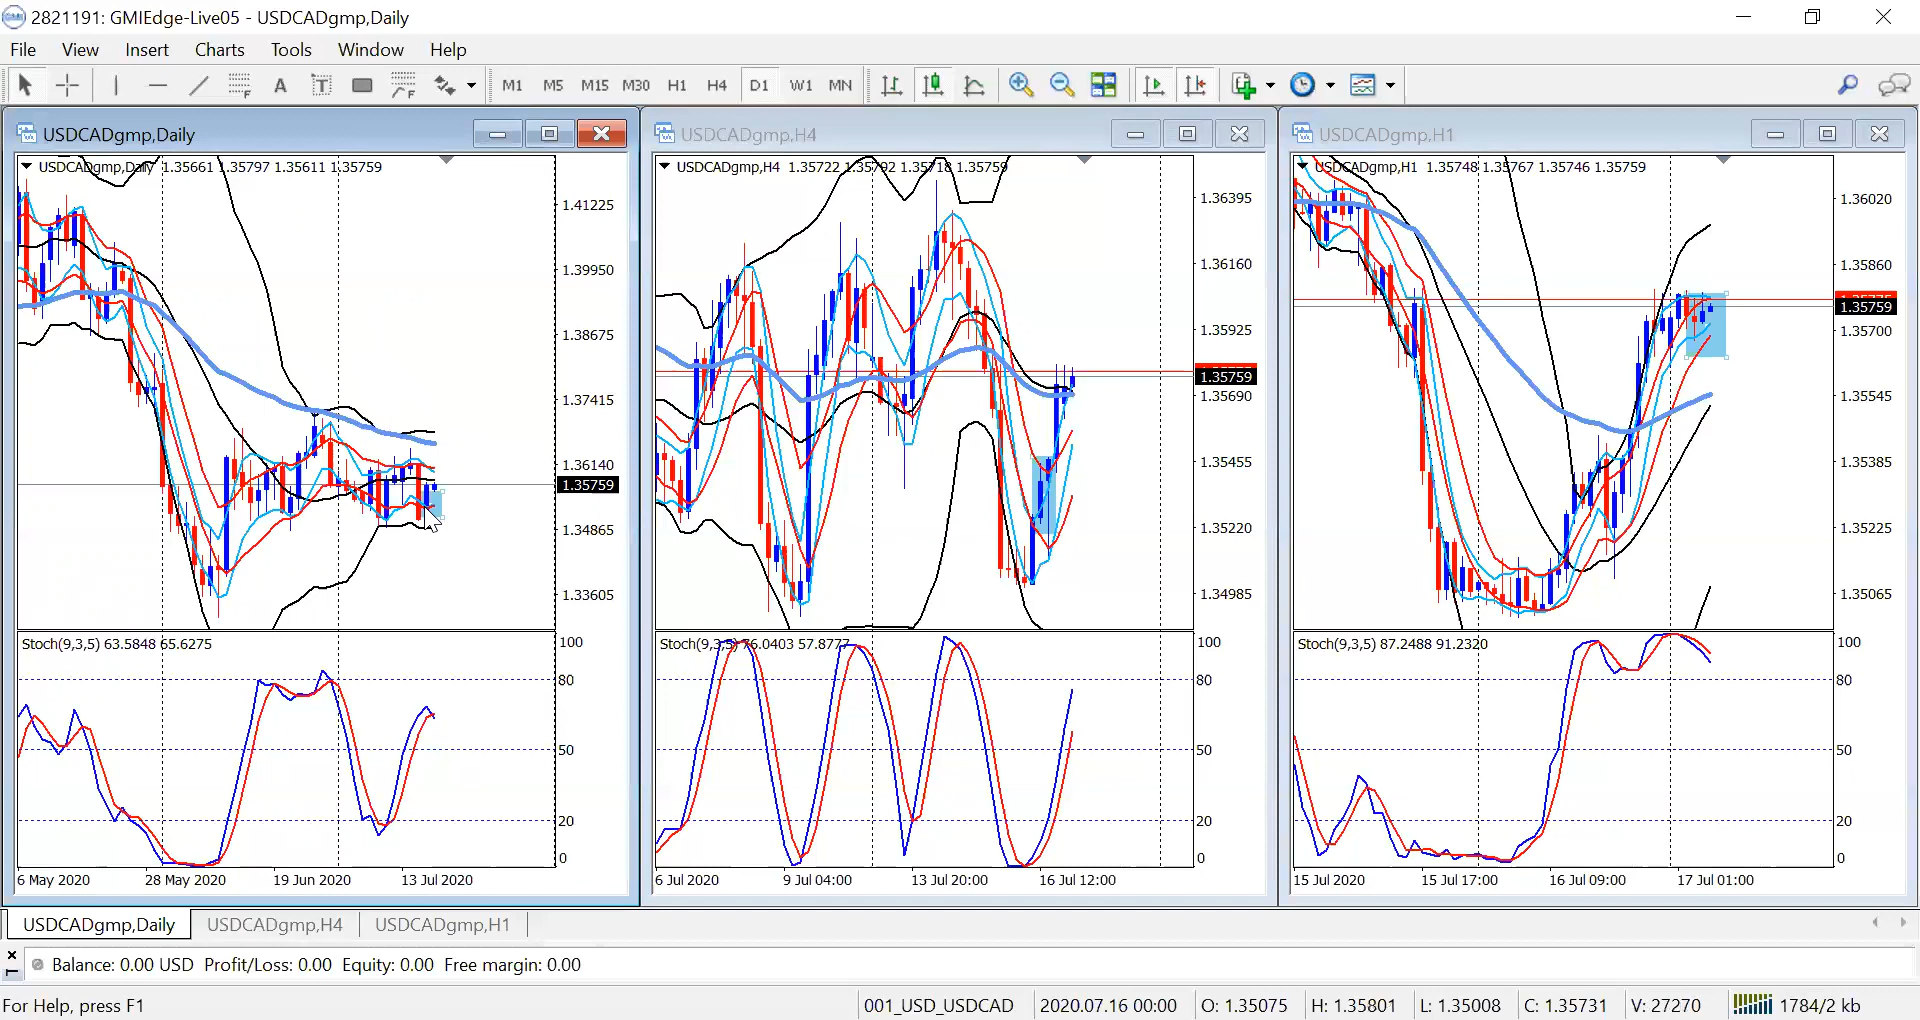 2821191: GMIEdge-Live05 - USDCADgmp,Daily
File View Insert Charts Tools Window Help
A T F F M1 M5 M15 M30 H1 H4 D1 W1 MN
USDCADgmp,Daily
USDCADgmp,Daily 1.35661 1.35797 1.35611 1.35759
1.41225
1.39950
1.38675
1.37415
1.36140
1.35759
1.34865
1.33605
Stoch(9,3,5) 63.5848 65.6275
100
80
50
20
0
6 May 2020 28 May 2020 19 Jun 2020 13 Jul 2020
USDCADgmp,H4
USDCADgmp,H4 1.35722 1.35792 1.35718 1.35759
1.36395
1.36160
1.35925
1.35759
1.35690
1.35455
1.35220
1.34985
Stoch(9,3,5) 76.0403 57.8777
100
80
50
20
0
6 Jul 2020 9 Jul 04:00 13 Jul 20:00 16 Jul 12:00
USDCADgmp,H1
USDCADgmp,H1 1.35748 1.35767 1.35746 1.35759
1.36020
1.35860
1.35759
1.35700
1.35545
1.35385
1.35225
1.35065
Stoch(9,3,5) 87.2488 91.2320
100
80
50
20
0
15 Jul 2020 15 Jul 17:00 16 Jul 09:00 17 Jul 01:00
USDCADgmp,Daily USDCADgmp,H4 USDCADgmp,H1
Balance: 0.00 USD Profit/Loss: 0.00 Equity: 0.00 Free margin: 0.00
For Help, press F1 001_USD_USDCAD 2020.07.16 00:00 O: 1.35075 H: 1.35801 L: 1.35008 C: 1.35731 V: 27270 1784/2 kb